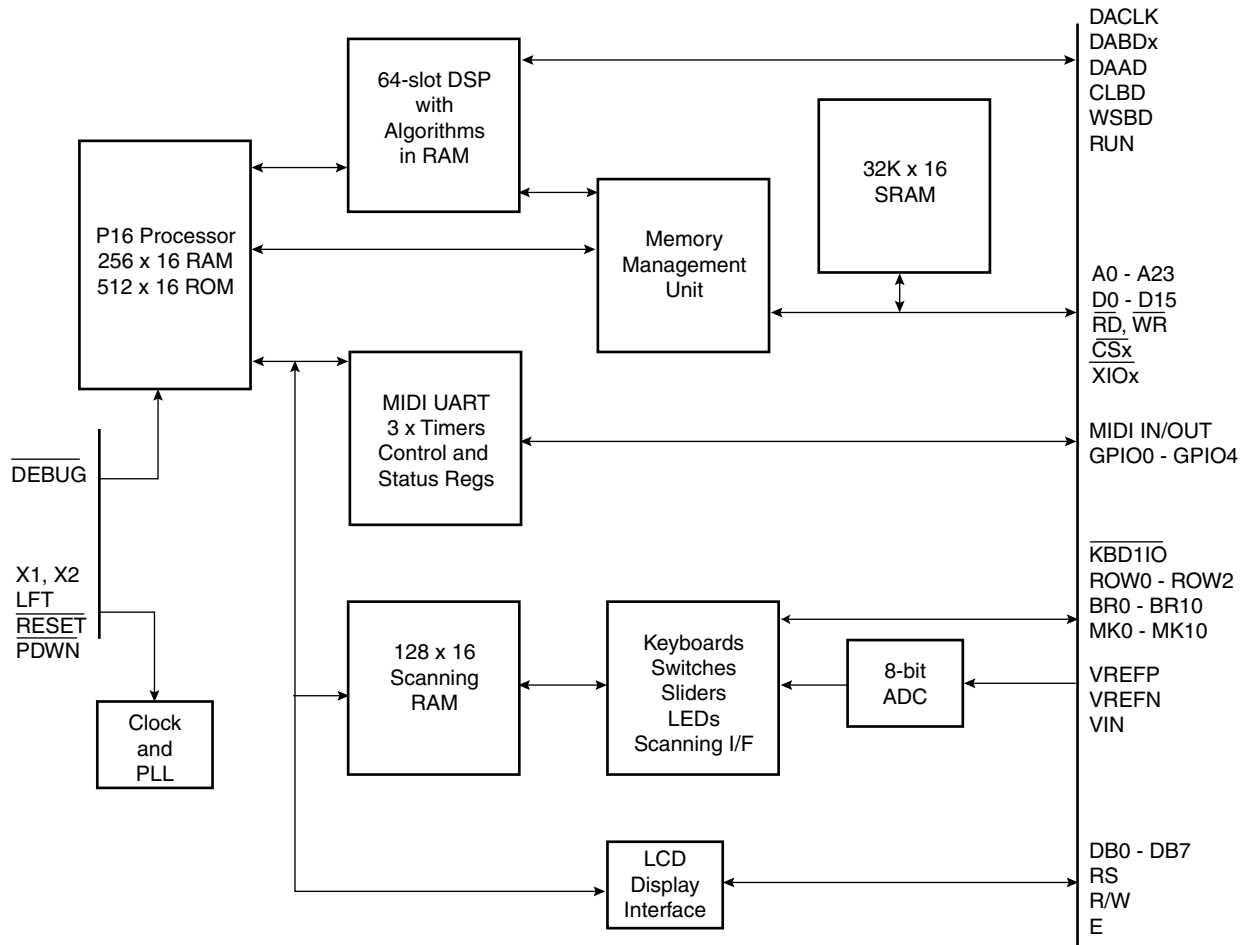 64-slot DSP
with
Algorithms
in RAM
P16 Processor
256 x 16 RAM
512 x 16 ROM
Memory
Management
Unit
32K x 16
SRAM
DACLK
DABDx
DAAD
CLBD
WSBD
RUN
A0 - A23
D0 - D15
RD, WR
CSx
XIOx
MIDI UART
3 x Timers
Control and
Status Regs
MIDI IN/OUT
GPIO0 - GPIO4
DEBUG
X1, X2
LFT
RESET
PDWN
Clock
and
PLL
128 x 16
Scanning
RAM
Keyboards
Switches
Sliders
LEDs
Scanning I/F
8-bit
ADC
KBD1IO
ROW0 - ROW2
BR0 - BR10
MK0 - MK10
VREFP
VREFN
VIN
LCD
Display
Interface
DB0 - DB7
RS
R/W
E